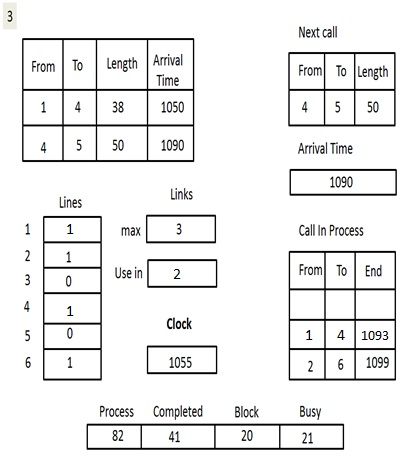 3
From To Length Arrival Time
1 4 38 1050
4 5 50 1090
Next call
From To Length
4 5 50
Arrival Time
1090
Lines
1 1
2 1
3 0
4 1
5 0
6 1
Links
max 3
Use in 2
Clock
1055
Call In Process
From To End
1 4 1093
2 6 1099
Process Completed Block Busy
82 41 20 21